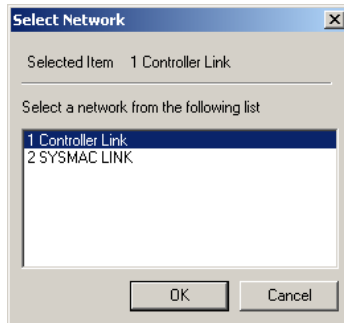 Select Network
Selected Item 1 Controller Link
Select a network from the following list
1 Controller Link
2 SYSMAC LINK
OK Cancel